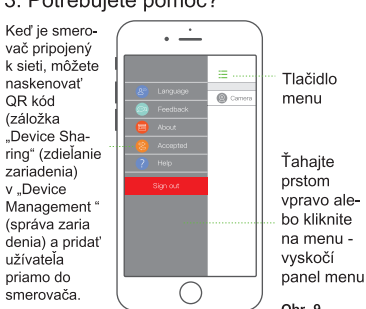 3. Potrebujete pomoc?
Keď je smero-
vač pripojený
k sieti, môžete
naskenovať
QR kód
(záložka
„Device Sha-
ring“ (zdieľanie
zariadenia)
v „Device
Management “
(správa zaria
denia) a pridať
užívateľa
priamo do
smerovača.
Language
Feedback
About
Accepted
Help
Sign out
Camera
Tlačidlo
menu
Ťahajte
prstom
vpravo ale-
bo kliknite
na menu -
vyskočí
panel menu
Obr. 9